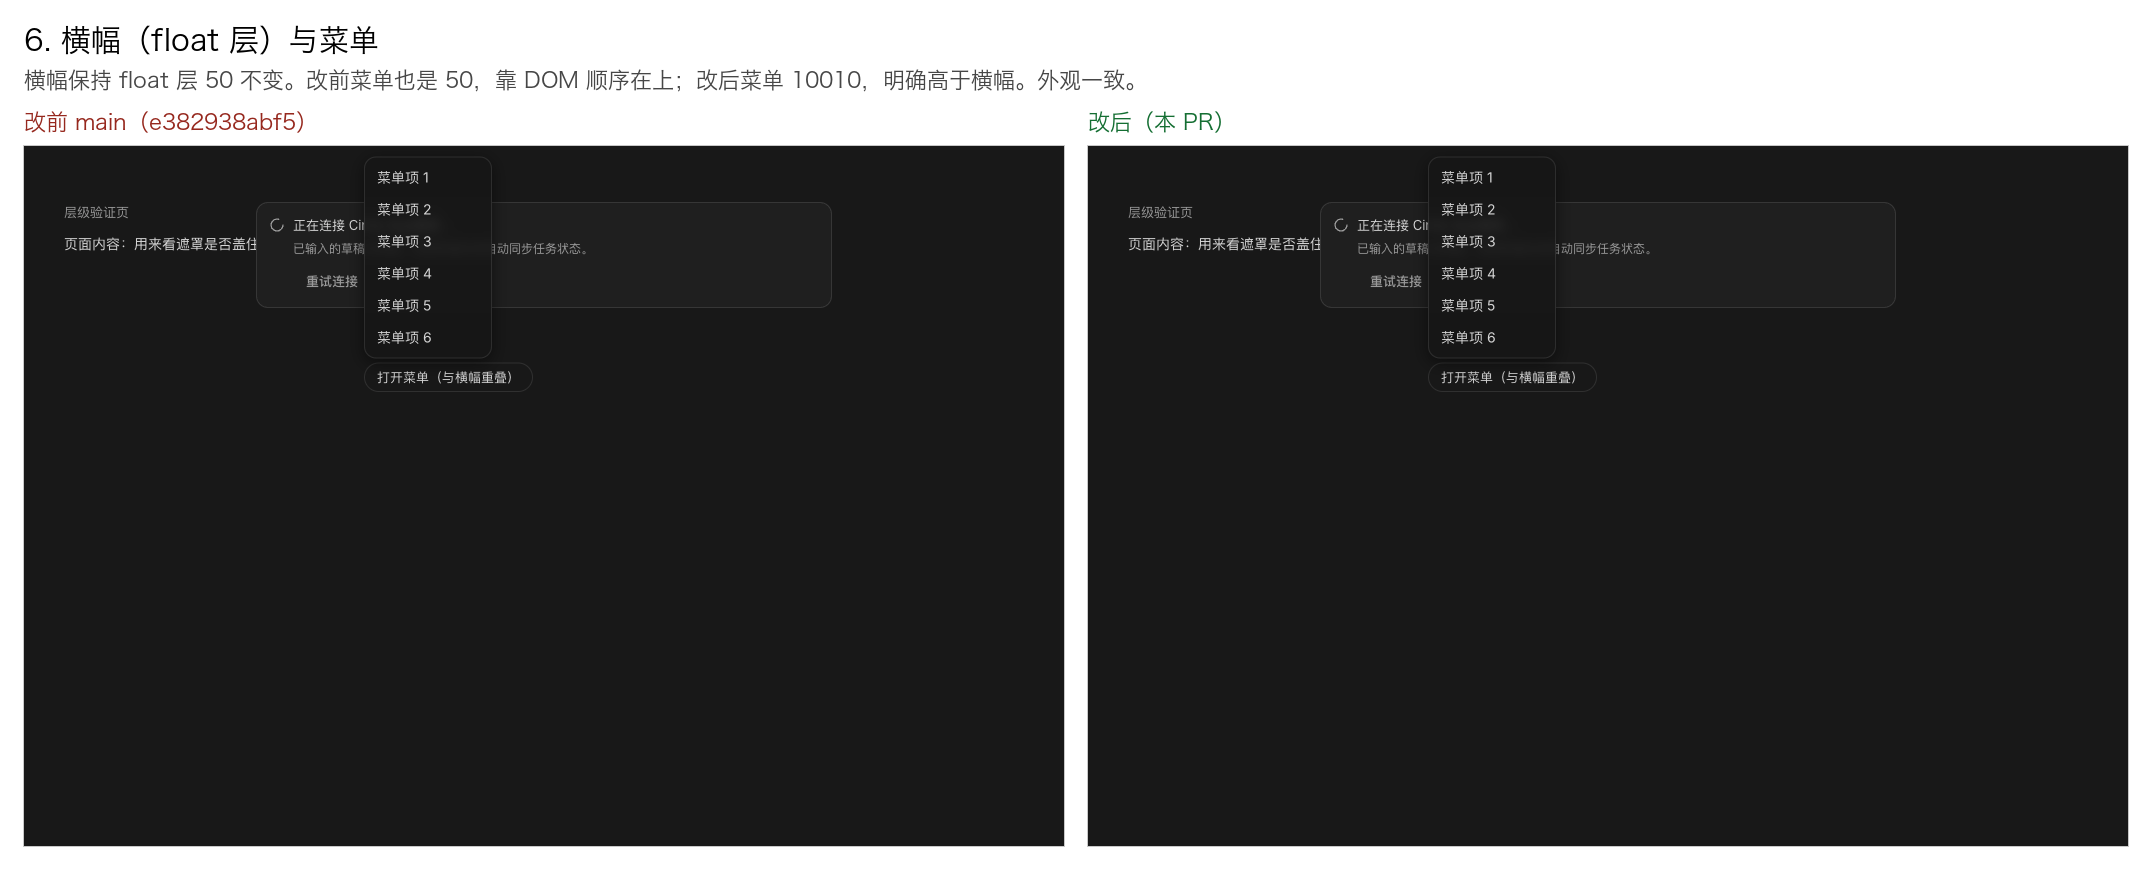 6. 横幅（float 层）与菜单
横幅保持 float 层 50 不变。改前菜单也是 50，靠 DOM 顺序在上；改后菜单 10010，明确高于横幅。外观一致。
改前 main（e382938abf5）
菜单项 1
层级验证页
菜单项 2
正在连接 Cir
页面内容：用来看遮罩是否盖住
菜单项 3
已输入的草稿
自动同步任务状态。
菜单项 4
重试连接
菜单项 5
菜单项 6
打开菜单（与横幅重叠）
改后（本 PR）
菜单项 1
层级验证页
菜单项 2
正在连接 Cir
页面内容：用来看遮罩是否盖住
菜单项 3
已输入的草稿
自动同步任务状态。
菜单项 4
重试连接
菜单项 5
菜单项 6
打开菜单（与横幅重叠）